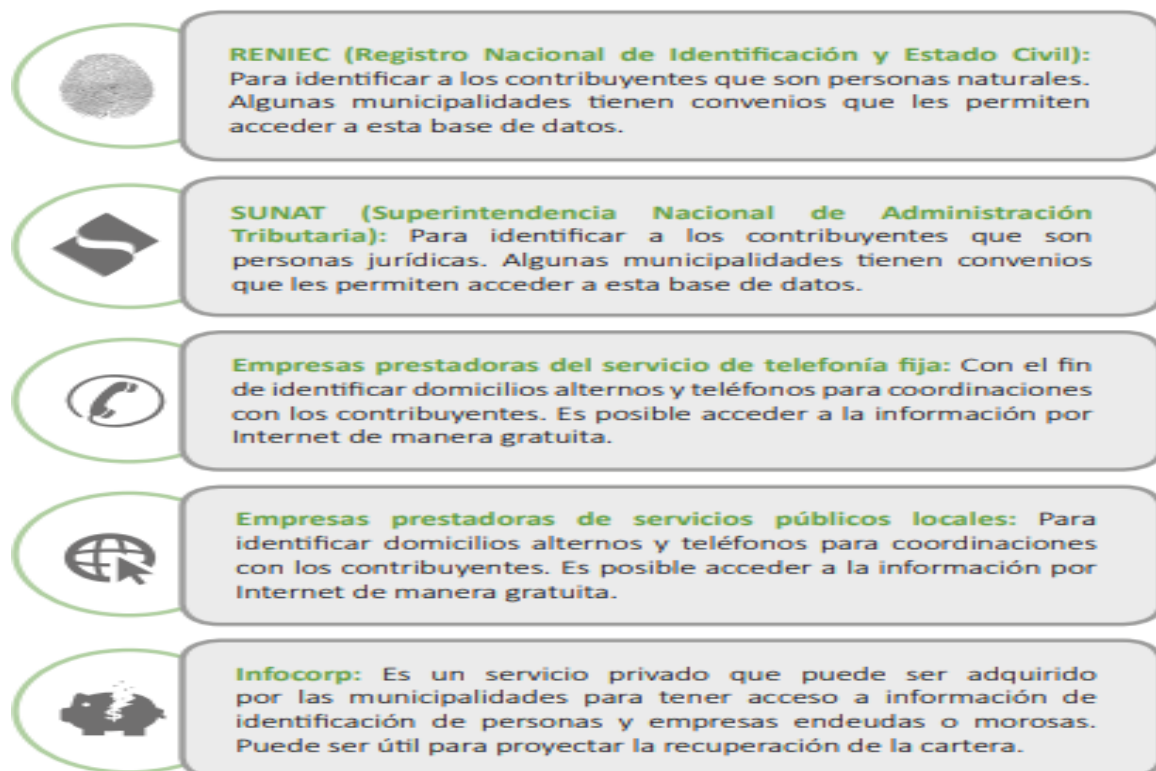 RENIEC (Registro Nacional de Identificación y Estado Civil):
Para identificar a los contribuyentes que son personas naturales.
Algunas municipalidades tienen convenios que les permiten
acceder a esta base de datos.
SUNAT (Superintendencia Nacional de Administración
Tributaria): Para identificar a los contribuyentes que son
personas jurídicas. Algunas municipalidades tienen convenios
que les permiten acceder a esta base de datos.
Empresas prestadoras del servicio de telefonía fija: Con el fin
de identificar domicilios alternos y teléfonos para coordinaciones
con los contribuyentes. Es posible acceder a la información por
Internet de manera gratuita.
Empresas prestadoras de servicios públicos locales: Para
identificar domicilios alternos y teléfonos para coordinaciones
con los contribuyentes. Es posible acceder a la información por
Internet de manera gratuita.
Infocorp: Es un servicio privado que puede ser adquirido
por las municipalidades para tener acceso a información de
identificación de personas y empresas endeudas o morosas.
Puede ser útil para proyectar la recuperación de la cartera.